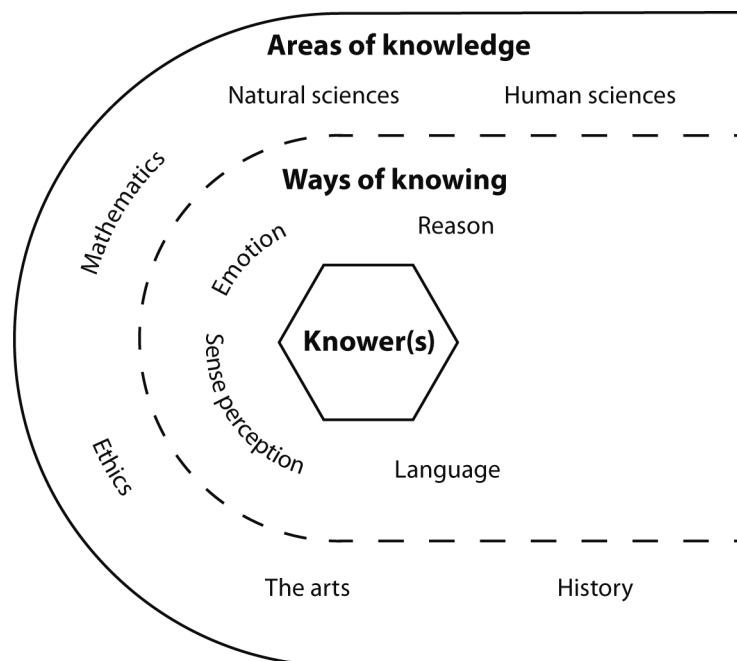 Areas of knowledge
Natural sciences
Human sciences
Mathematics
Ways of knowing
Emotion
Reason
Knower(s)
Sense perception
Ethics
Language
The arts
History